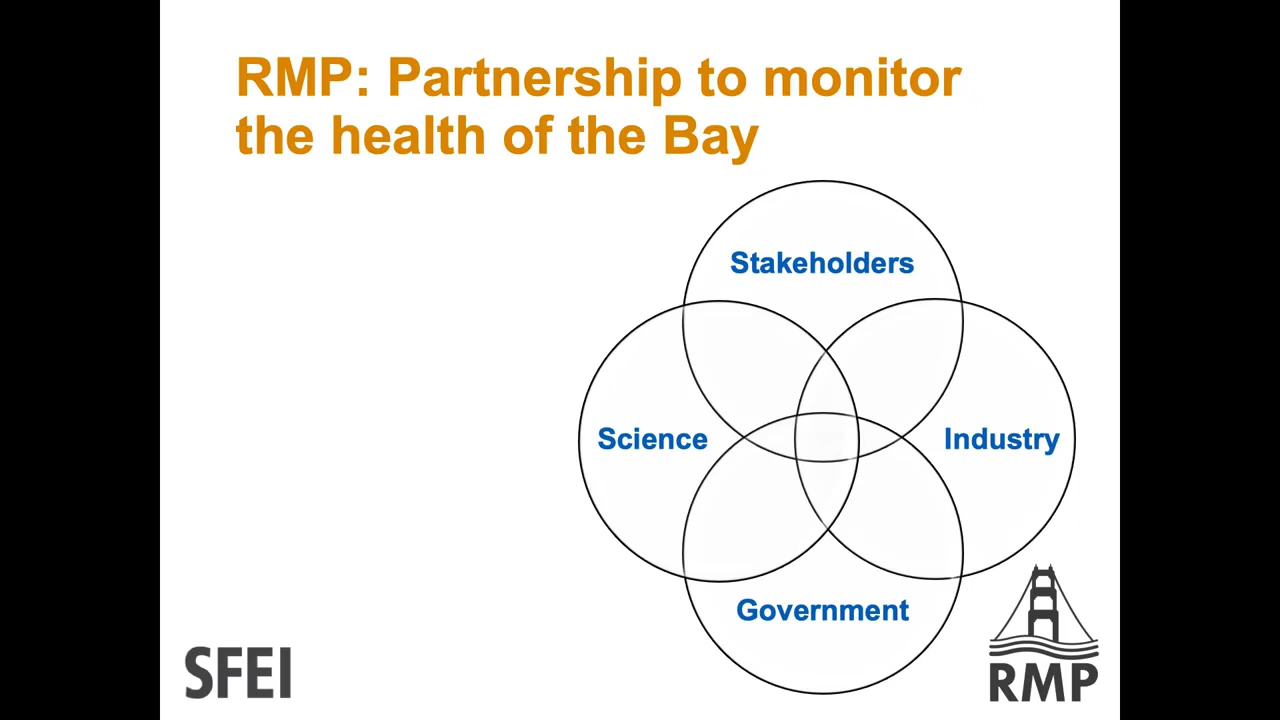 RMP: Partnership to monitor
the health of the Bay
Stakeholders
Science
Industry
Government
SFEI
RMP